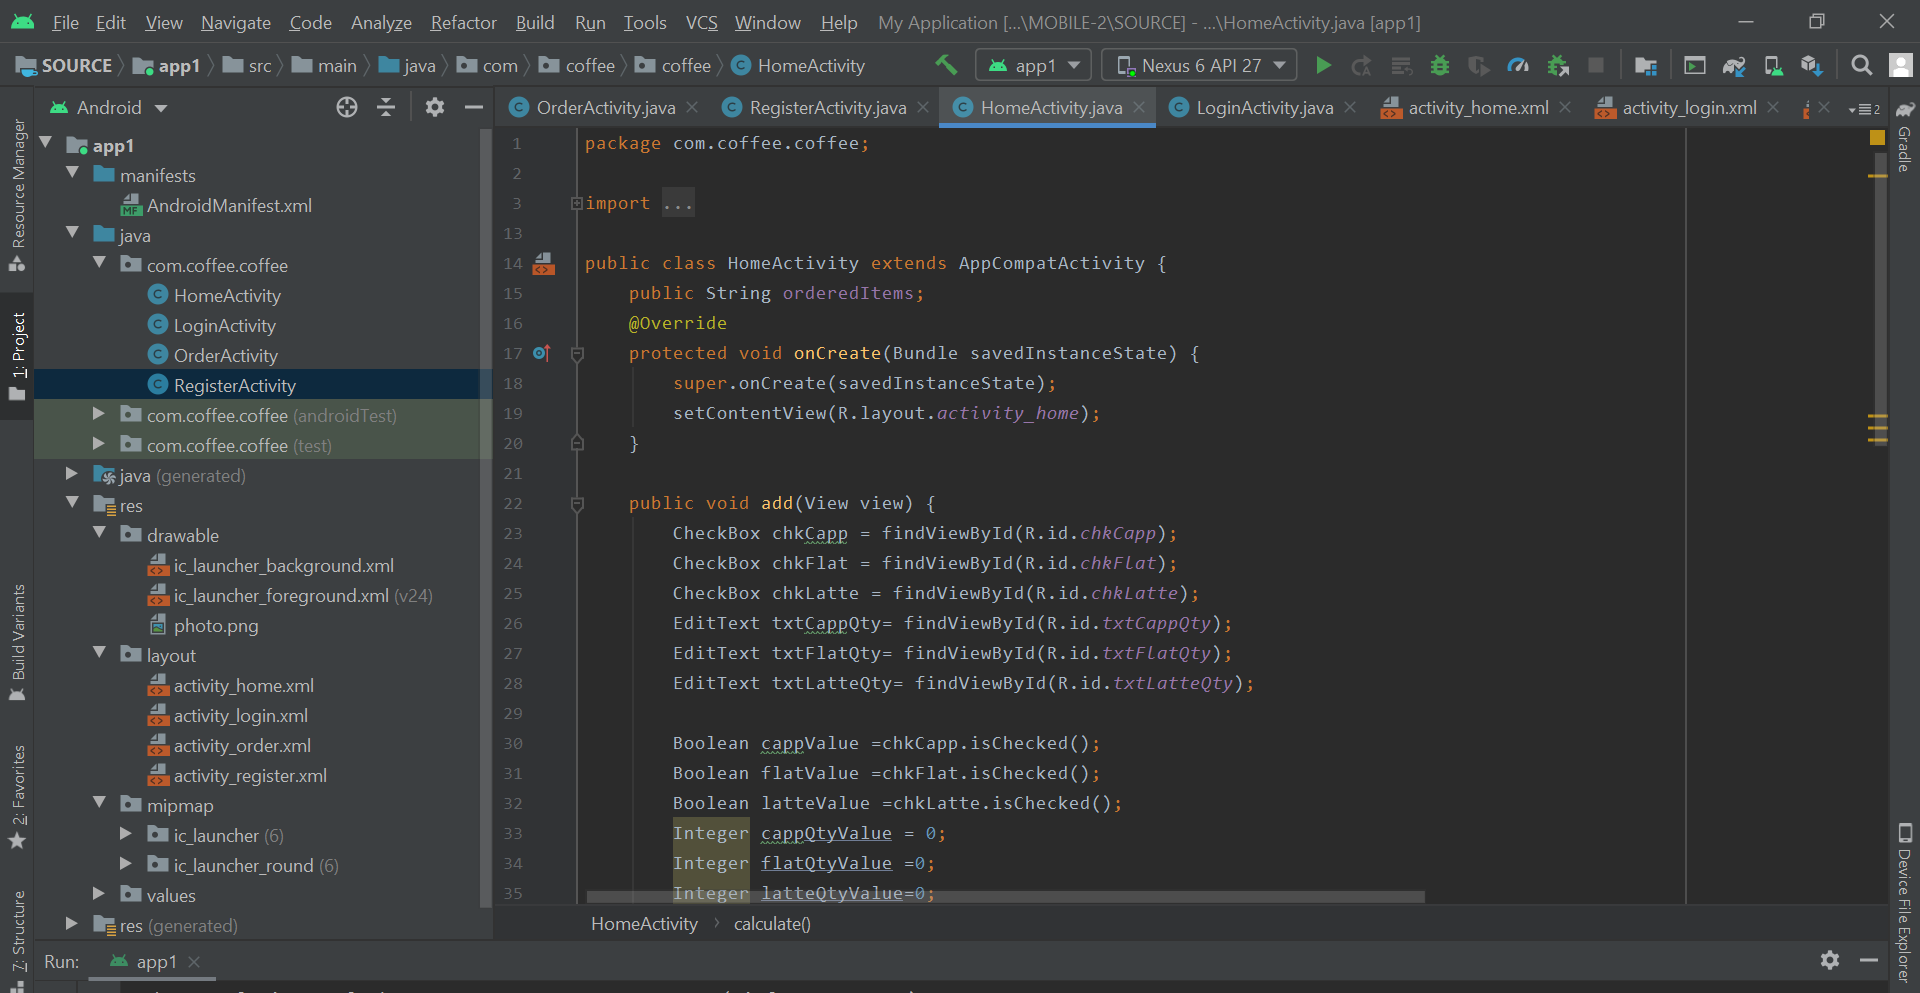 File Edit View Navigate Code Analyze Refactor Build Run Tools VCS Window Help My Application [...\MOBILE-2\SOURCE] - ...\HomeActivity.java [app1]
SOURCE app1 src main java com coffee coffee HomeActivity app1 Nexus 6 API 27
Android
OrderActivity.java RegisterActivity.java HomeActivity.java LoginActivity.java activity_home.xml activity_login.xml 2
Resource Manager
1: Project
Build Variants
2: Favorites
7: Structure
app1
manifests
AndroidManifest.xml
java
com.coffee.coffee
HomeActivity
LoginActivity
OrderActivity
RegisterActivity
com.coffee.coffee (androidTest)
com.coffee.coffee (test)
java (generated)
res
drawable
ic_launcher_background.xml
ic_launcher_foreground.xml (v24)
photo.png
layout
activity_home.xml
activity_login.xml
activity_order.xml
activity_register.xml
mipmap
ic_launcher (6)
ic_launcher_round (6)
values
res (generated)
1 package com.coffee.coffee;
2
3 import ...
13
14 public class HomeActivity extends AppCompatActivity {
15 public String orderedItems;
16 @Override
17 protected void onCreate(Bundle savedInstanceState) {
18 super.onCreate(savedInstanceState);
19 setContentView(R.layout.activity_home);
20 }
21
22 public void add(View view) {
23 CheckBox chkCapp = findViewById(R.id.chkCapp);
24 CheckBox chkFlat = findViewById(R.id.chkFlat);
25 CheckBox chkLatte = findViewById(R.id.chkLatte);
26 EditText txtCappQty= findViewById(R.id.txtCappQty);
27 EditText txtFlatQty= findViewById(R.id.txtFlatQty);
28 EditText txtLatteQty= findViewById(R.id.txtLatteQty);
29
30 Boolean cappValue =chkCapp.isChecked();
31 Boolean flatValue =chkFlat.isChecked();
32 Boolean latteValue =chkLatte.isChecked();
33 Integer cappQtyValue = 0;
34 Integer flatQtyValue =0;
35 Integer latteQtyValue=0;
HomeActivity calculate()
Gradle
Device File Explorer
Run: app1